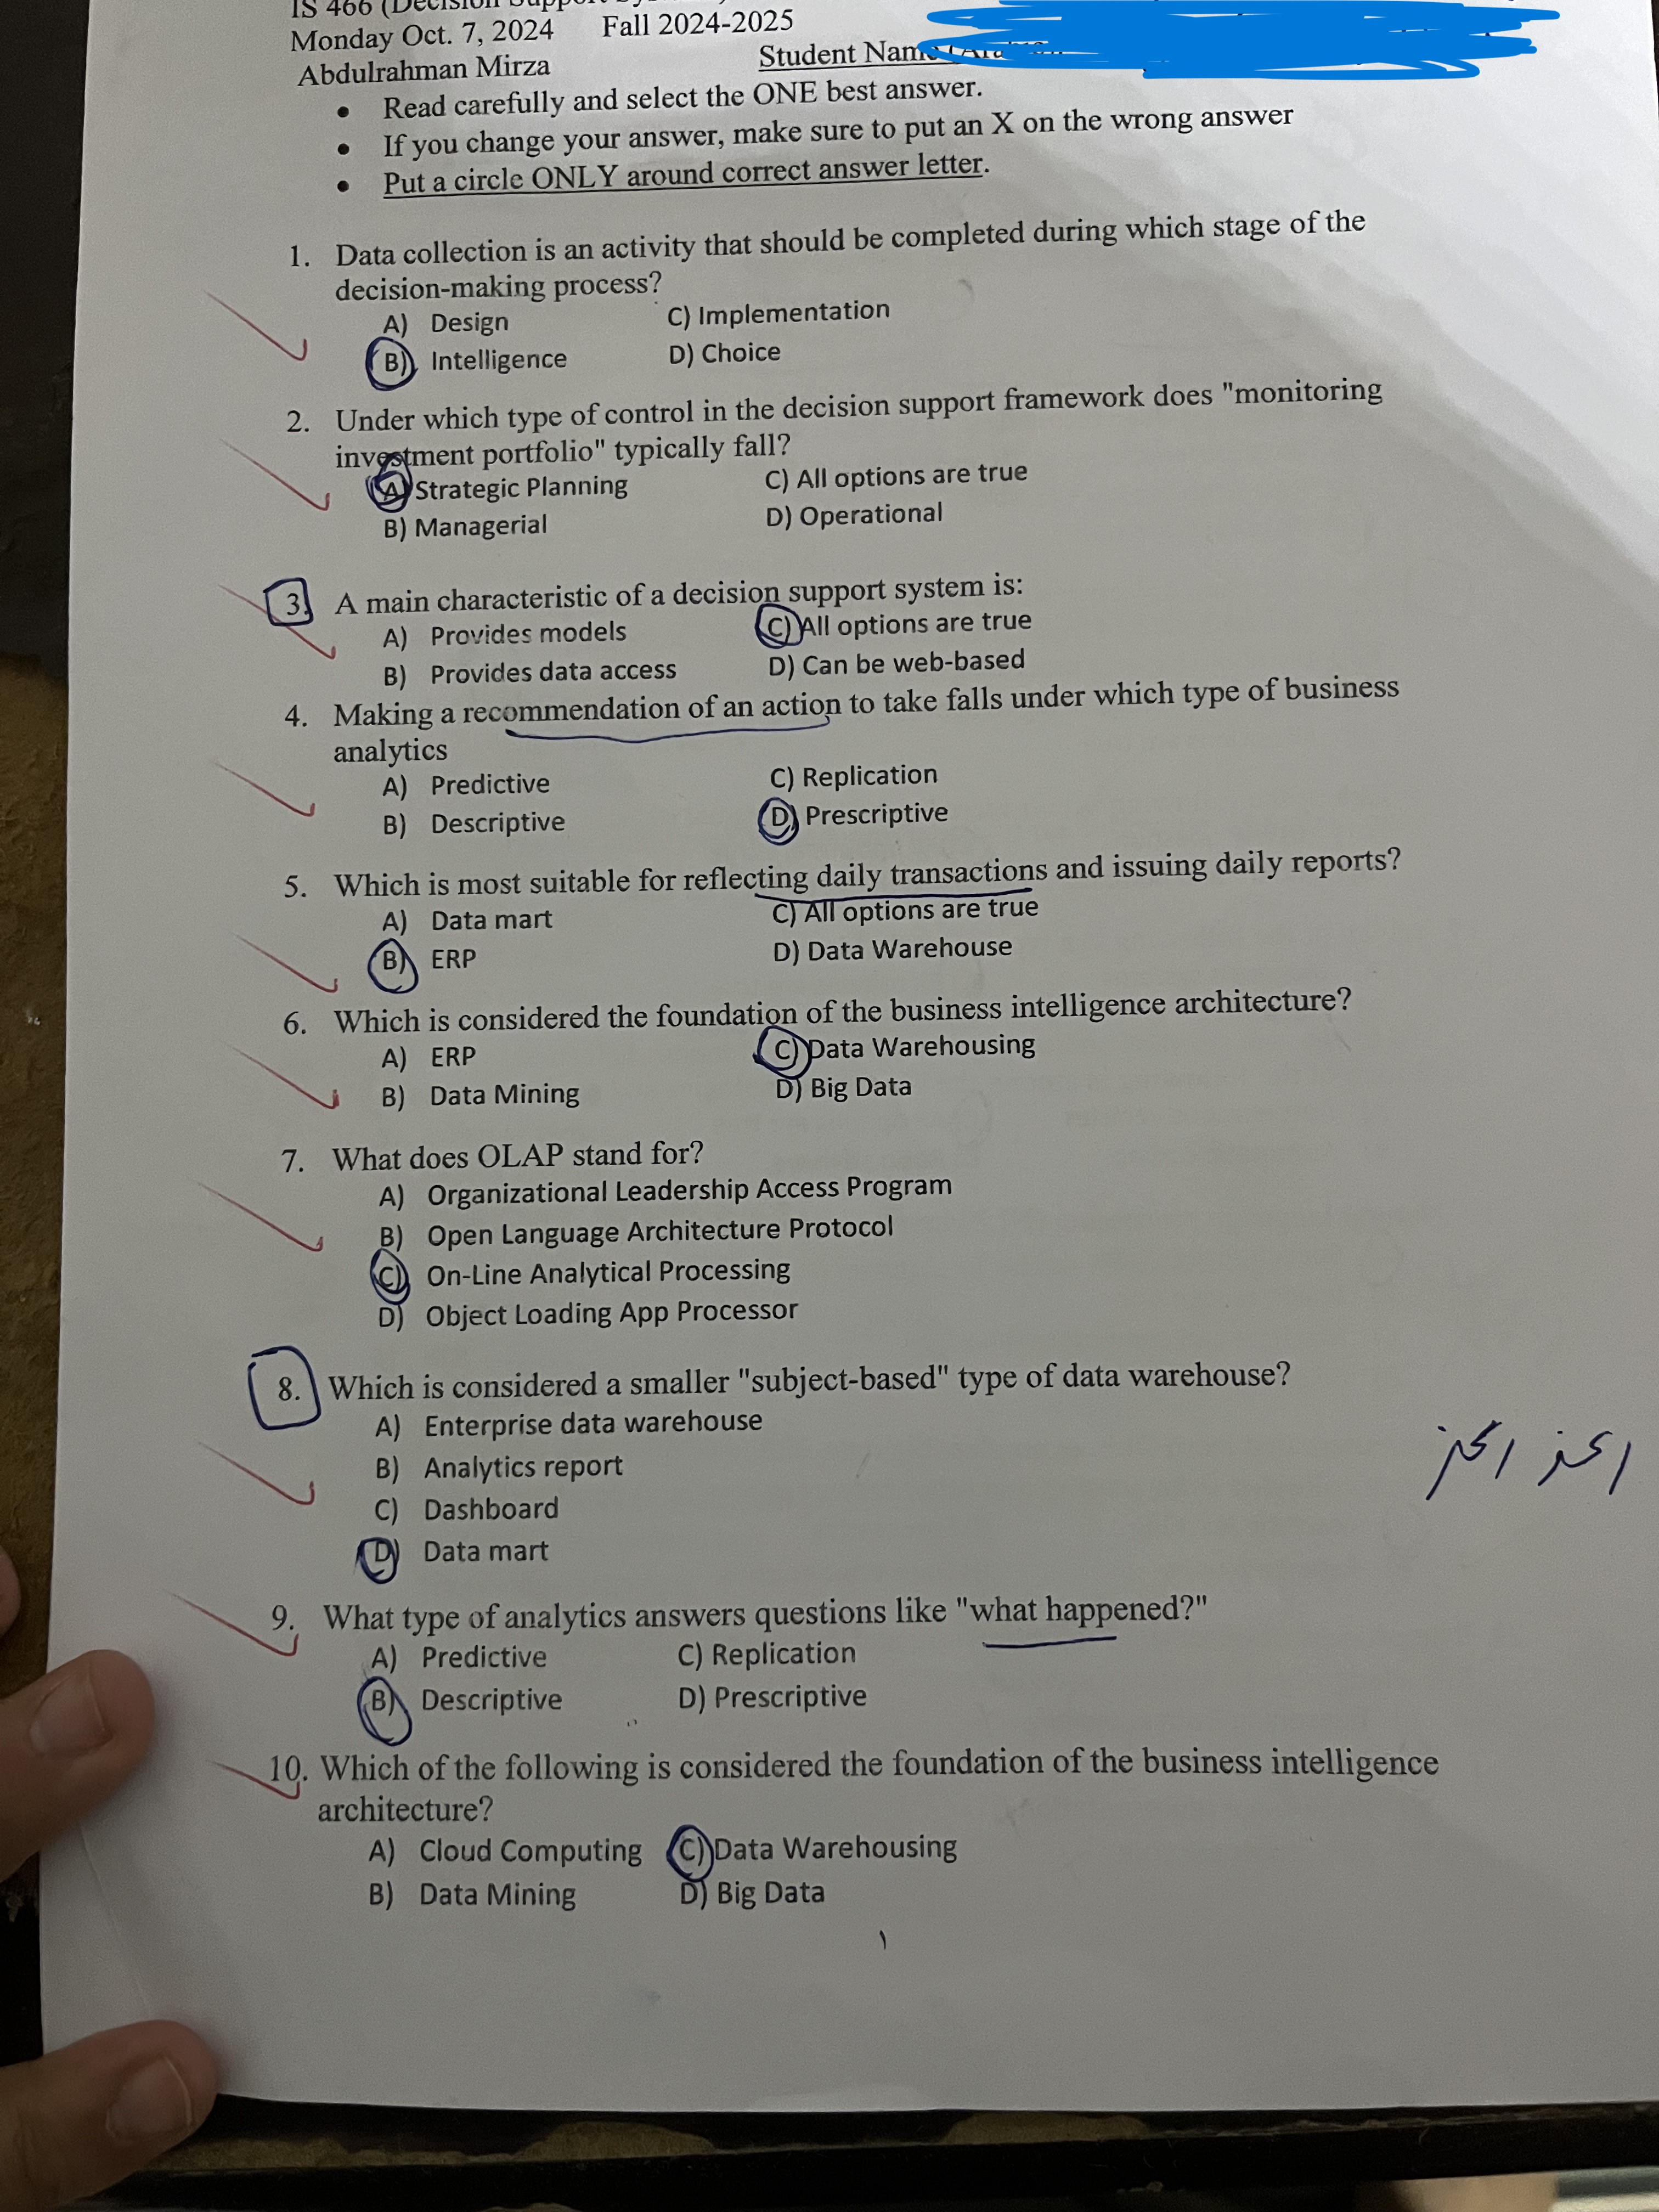 IS 466 (Decision
Monday Oct. 7, 2024 Fall 2024-2025
Abdulrahman Mirza Student Name
• Read carefully and select the ONE best answer.
• If you change your answer, make sure to put an X on the wrong answer
• Put a circle ONLY around correct answer letter.
1. Data collection is an activity that should be completed during which stage of the
decision-making process?
A) Design C) Implementation
B) Intelligence D) Choice
2. Under which type of control in the decision support framework does "monitoring
investment portfolio" typically fall?
A) Strategic Planning C) All options are true
B) Managerial D) Operational
3. A main characteristic of a decision support system is:
A) Provides models C) All options are true
B) Provides data access D) Can be web-based
4. Making a recommendation of an action to take falls under which type of business
analytics
A) Predictive C) Replication
B) Descriptive D) Prescriptive
5. Which is most suitable for reflecting daily transactions and issuing daily reports?
A) Data mart C) All options are true
B) ERP D) Data Warehouse
6. Which is considered the foundation of the business intelligence architecture?
A) ERP C) Data Warehousing
B) Data Mining D) Big Data
7. What does OLAP stand for?
A) Organizational Leadership Access Program
B) Open Language Architecture Protocol
C) On-Line Analytical Processing
D) Object Loading App Processor
8. Which is considered a smaller "subject-based" type of data warehouse?
A) Enterprise data warehouse
B) Analytics report
C) Dashboard
D) Data mart
9. What type of analytics answers questions like "what happened?"
A) Predictive C) Replication
B) Descriptive D) Prescriptive
10. Which of the following is considered the foundation of the business intelligence
architecture?
A) Cloud Computing C) Data Warehousing
B) Data Mining D) Big Data
١